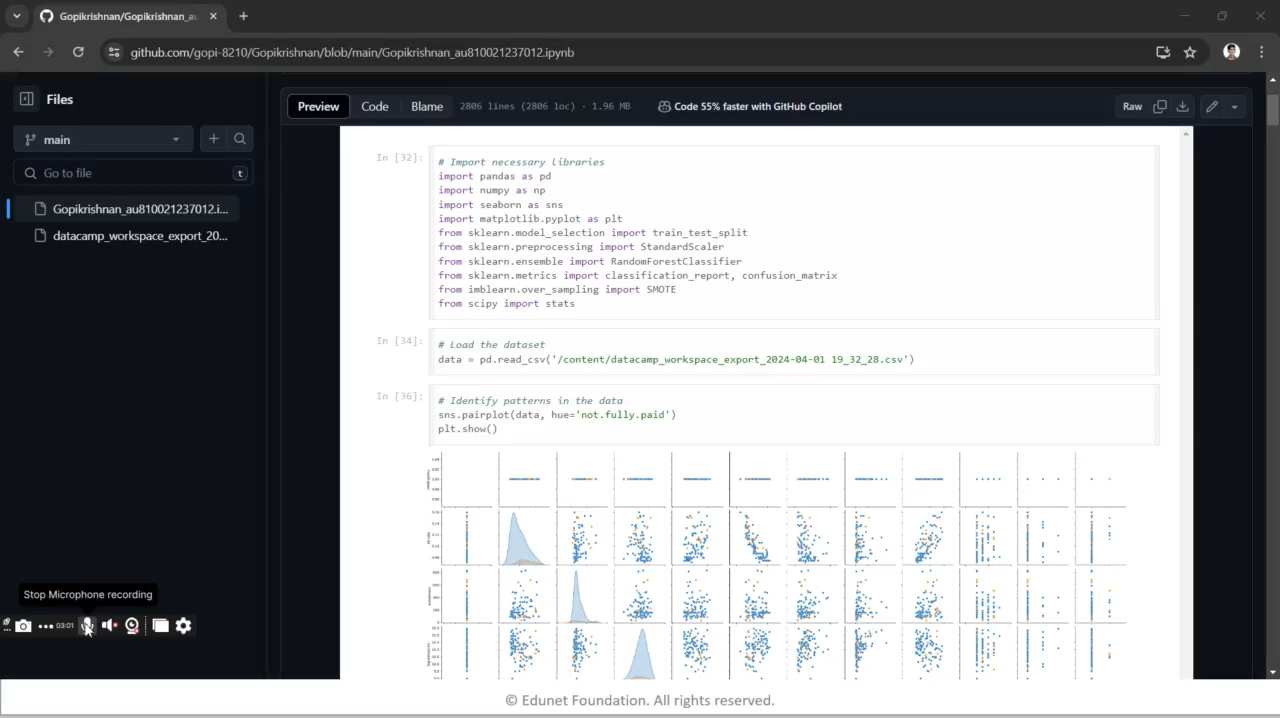 Gopikrishnan/Gopikrishnan_au
github.com/gopi-8210/Gopikrishnan/blob/main/Gopikrishnan_au810021237012.ipynb
Files
main
Go to file
t
Gopikrishnan_au810021237012.i...
datacamp_workspace_export_20...
Preview
Code
Blame
2806 lines (2806 loc) · 1.96 MB
Code 55% faster with GitHub Copilot
Raw
In [32]:
# Import necessary libraries
import pandas as pd
import numpy as np
import seaborn as sns
import matplotlib.pyplot as plt
from sklearn.model_selection import train_test_split
from sklearn.preprocessing import StandardScaler
from sklearn.ensemble import RandomForestClassifier
from sklearn.metrics import classification_report, confusion_matrix
from imblearn.over_sampling import SMOTE
from scipy import stats
In [34]:
# Load the dataset
data = pd.read_csv('/content/datacamp_workspace_export_2024-04-01 19_32_28.csv')
In [36]:
# Identify patterns in the data
sns.pairplot(data, hue='not.fully.paid')
plt.show()
Stop Microphone recording
03:01
© Edunet Foundation. All rights reserved.